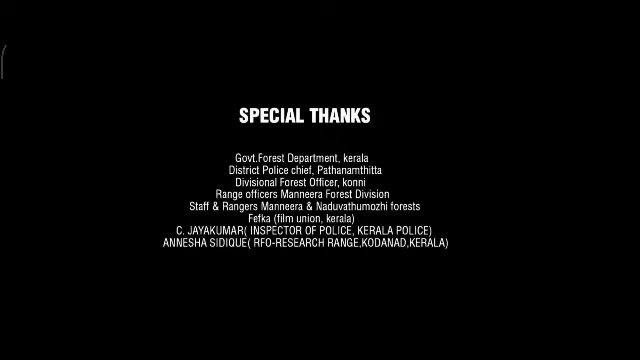 SPECIAL THANKS
Govt.Forest Department, kerala
District Police chief, Pathanamthitta
Divisional Forest Officer, konni
Range officers Manneera Forest Division
Staff & Rangers Manneera & Naduvathumozhi forests
Fefka (film union, kerala)
C. JAYAKUMAR( INSPECTOR OF POLICE, KERALA POLICE)
ANNESHA SIDIQUE( RFO-RESEARCH RANGE,KODANAD,KERALA)